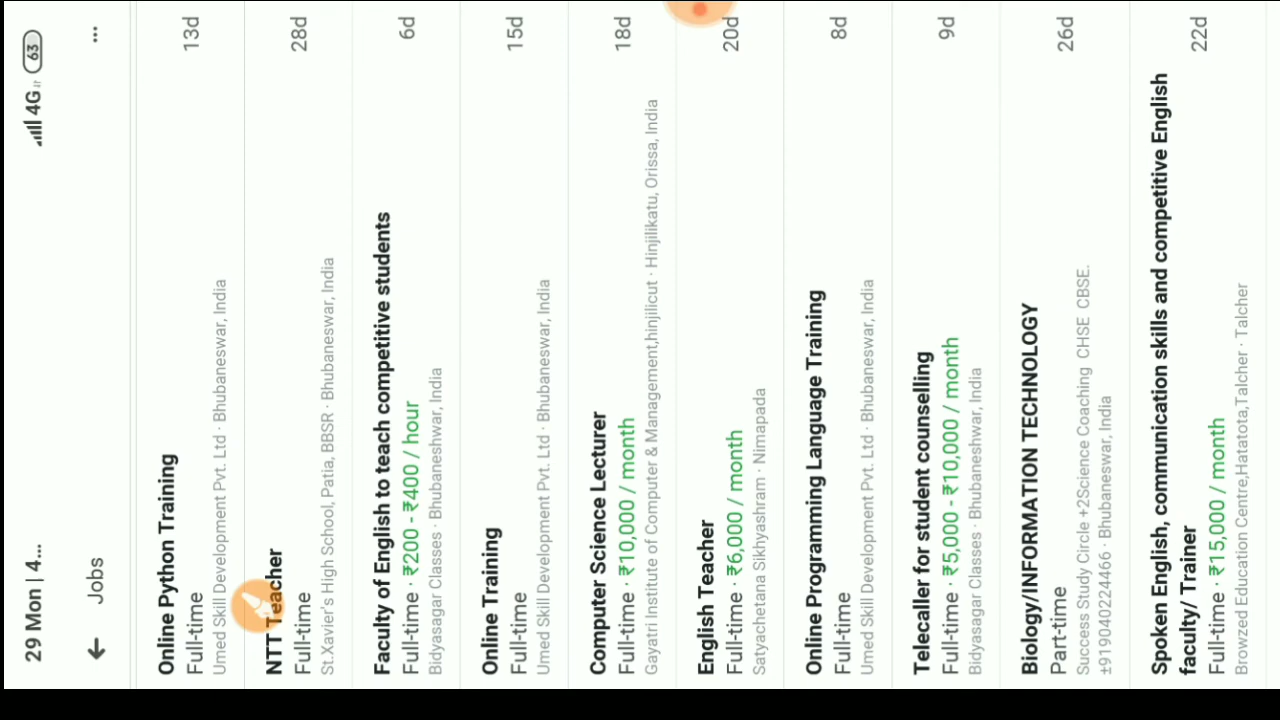 29 Mon | 4...
4G
63
Jobs
...
Online Python Training
13d
Full-time
Umed Skill Development Pvt. Ltd · Bhubaneswar, India
NTT Teacher
28d
Full-time
St.Xavier's High School, Patia, BBSR · Bhubaneswar, India
Faculty of English to teach competitive students
6d
Full-time · ₹200 - ₹400 / hour
Bidyasagar Classes · Bhubaneshwar, India
Online Training
15d
Full-time
Umed Skill Development Pvt. Ltd · Bhubaneswar, India
Computer Science Lecturer
18d
Full-time · ₹10,000 / month
Gayatri Institute of Computer & Management,hinjilicut · Hinjilikatu, Orissa, India
English Teacher
20d
Full-time · ₹6,000 / month
Satyachetana Sikhyashram · Nimapada
Online Programming Language Training
8d
Full-time
Umed Skill Development Pvt. Ltd · Bhubaneswar, India
Telecaller for student counselling
9d
Full-time · ₹5,000 - ₹10,000 / month
Bidyasagar Classes · Bhubaneshwar, India
Biology/INFORMATION TECHNOLOGY
26d
Part-time
Success Study Circle +2Science Coaching CHSE CBSE.
±919040224466 · Bhubaneswar, India
Spoken English, communication skills and competitive English
faculty/ Trainer
22d
Full-time · ₹15,000 / month
Browzed Education Centre,Hatatota,Talcher · Talcher